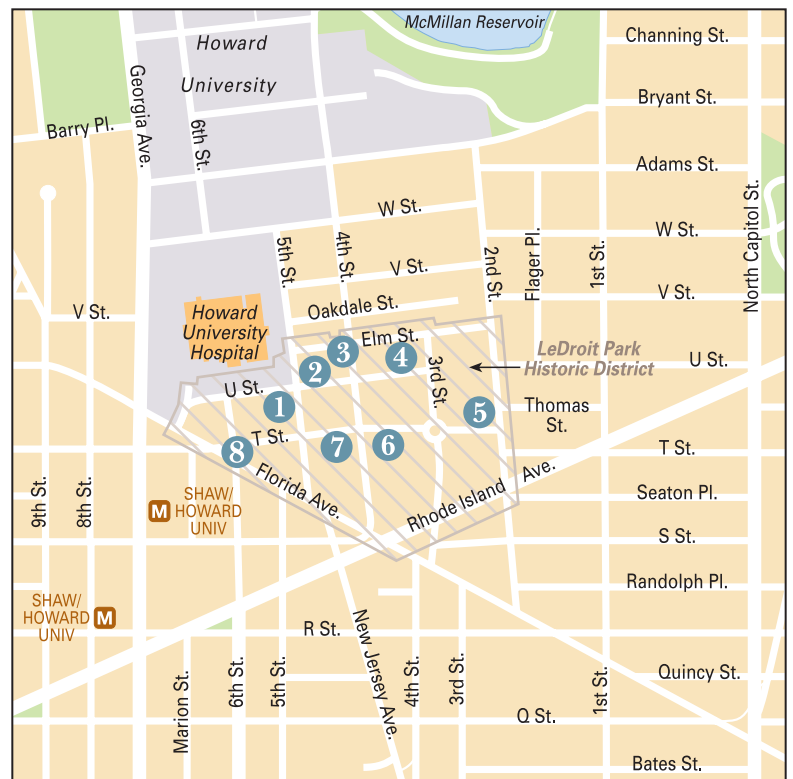 McMillan Reservoir
Channing St.
Howard
University
Georgia Ave.
Bryant St.
Barry Pl.
6th St.
Adams St.
W St.
W St.
North Capitol St.
5th St.
4th St.
2nd St.
Flager Pl.
1st St.
V St.
V St.
Oakdale St.
V St.
Howard
University
Hospital
Elm St.
3
4
LeDroit Park
Historic District
U St.
2
3rd St.
U St.
1
5
Thomas
St.
T St.
8
7
6
T St.
Florida Ave.
Rhode Island Ave.
9th St.
8th St.
M
SHAW/
HOWARD
UNIV
Seaton Pl.
S St.
Randolph Pl.
SHAW/
HOWARD
UNIV
M
R St.
New Jersey Ave.
Marion St.
6th St.
5th St.
4th St.
3rd St.
1st St.
Quincy St.
Q St.
Bates St.